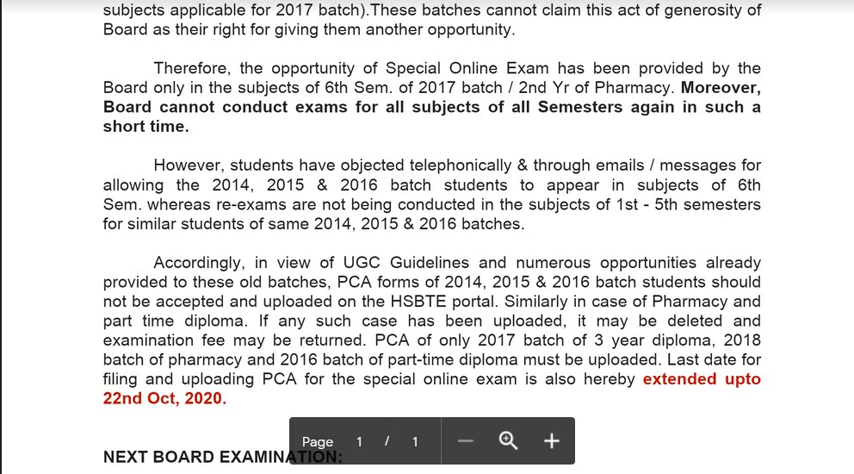 subjects applicable for 2017 batch).These batches cannot claim this act of generosity of
Board as their right for giving them another opportunity.
Therefore, the opportunity of Special Online Exam has been provided by the
Board only in the subjects of 6th Sem. of 2017 batch / 2nd Yr of Pharmacy. Moreover,
Board cannot conduct exams for all subjects of all Semesters again in such a
short time.
However, students have objected telephonically & through emails / messages for
allowing the 2014, 2015 & 2016 batch students to appear in subjects of 6th
Sem. whereas re-exams are not being conducted in the subjects of 1st - 5th semesters
for similar students of same 2014, 2015 & 2016 batches.
Accordingly, in view of UGC Guidelines and numerous opportunities already
provided to these old batches, PCA forms of 2014, 2015 & 2016 batch students should
not be accepted and uploaded on the HSBTE portal. Similarly in case of Pharmacy and
part time diploma. If any such case has been uploaded, it may be deleted and
examination fee may be returned. PCA of only 2017 batch of 3 year diploma, 2018
batch of pharmacy and 2016 batch of part-time diploma must be uploaded. Last date for
filing and uploading PCA for the special online exam is also hereby extended upto
22nd Oct, 2020.
Page 1 / 1
NEXT BOARD EXAMINATION: